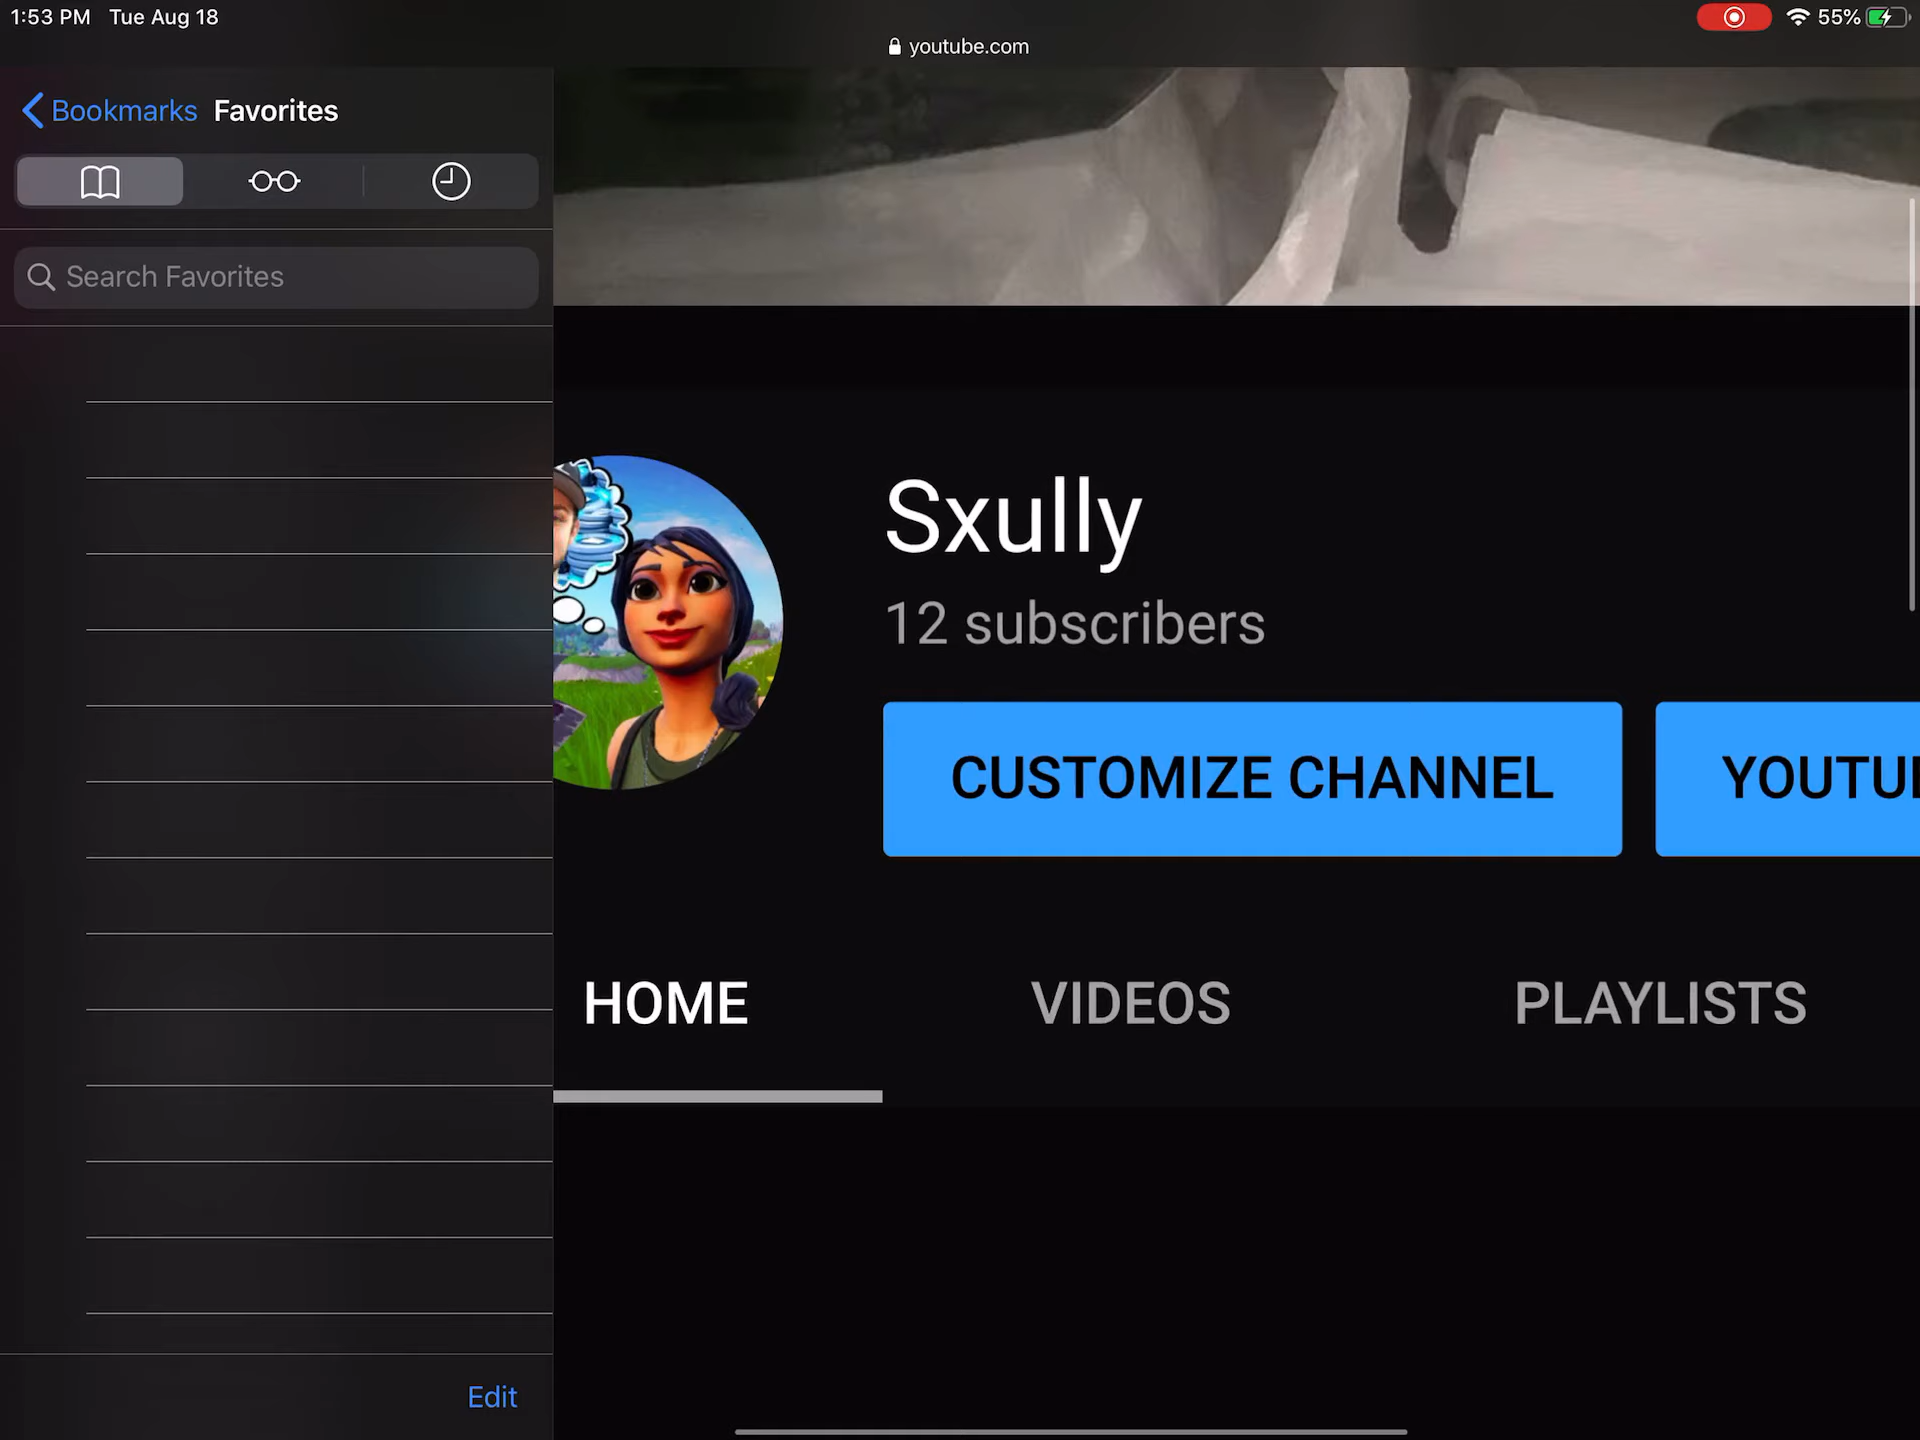 1:53 PM Tue Aug 18
55%
youtube.com
Bookmarks Favorites
Search Favorites
Sxully
12 subscribers
CUSTOMIZE CHANNEL
HOME VIDEOS PLAYLISTS
Edit